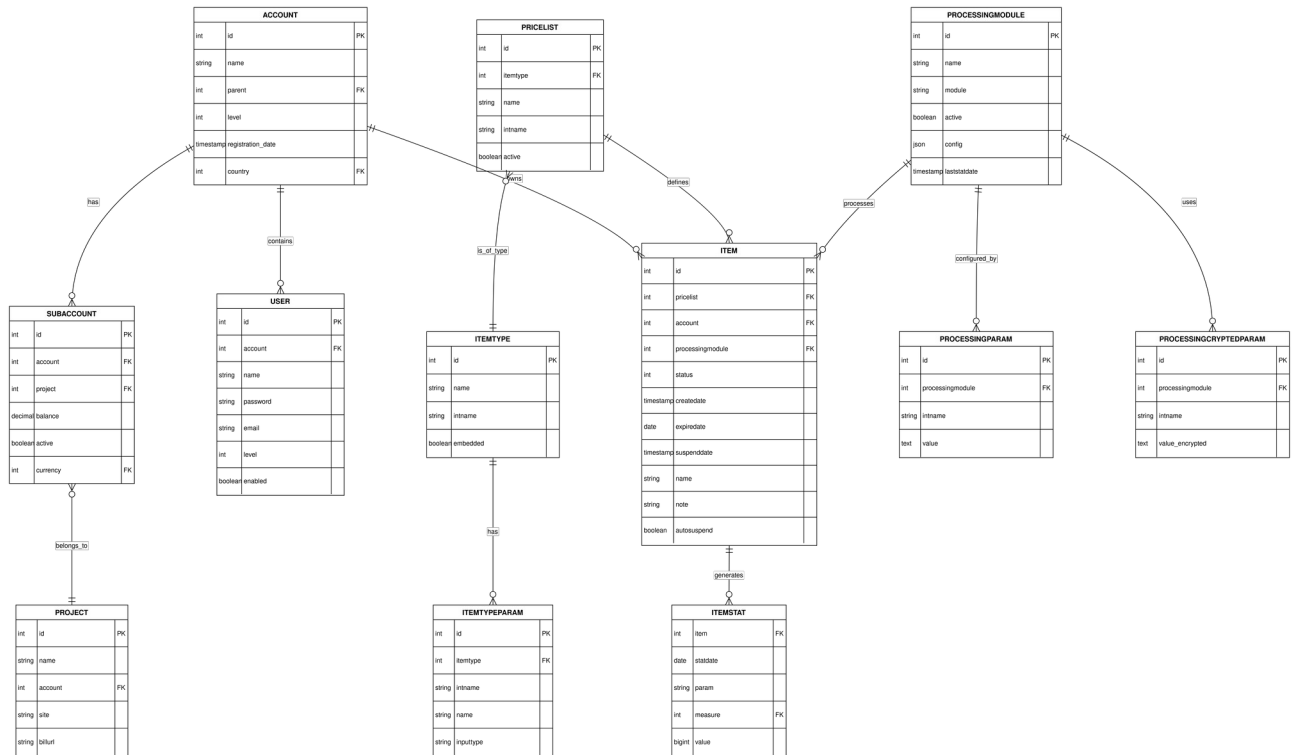 ACCOUNT
int id PK
string name
int parent FK
int level
timestamp registration_date
int country FK
PRICELIST
int id PK
int itemtype FK
string name
string intname
boolean active
PROCESSINGMODULE
int id PK
string name
string module
boolean active
json config
timestamp laststatdate
has
contains
owns
is_of_type
defines
processes
configured_by
uses
SUBACCOUNT
int id PK
int account FK
int project FK
decimal balance
boolean active
int currency FK
USER
int id PK
int account FK
string name
string password
string email
int level
boolean enabled
ITEMTYPE
int id PK
string name
string intname
boolean embedded
ITEM
int id PK
int pricelist FK
int account FK
int processingmodule FK
int status
timestamp createdate
date expiredate
timestamp suspenddate
string name
string note
boolean autosuspend
PROCESSINGPARAM
int id PK
int processingmodule FK
string intname
text value
PROCESSINGCRYPTEDPARAM
int id PK
int processingmodule FK
string intname
text value_encrypted
belongs_to
has
generates
PROJECT
int id PK
string name
int account FK
string site
string billurl
ITEMTYPEPARAM
int id PK
int itemtype FK
string intname
string name
string inputtype
ITEMSTAT
int item FK
date statdate
string param
int measure FK
bigint value